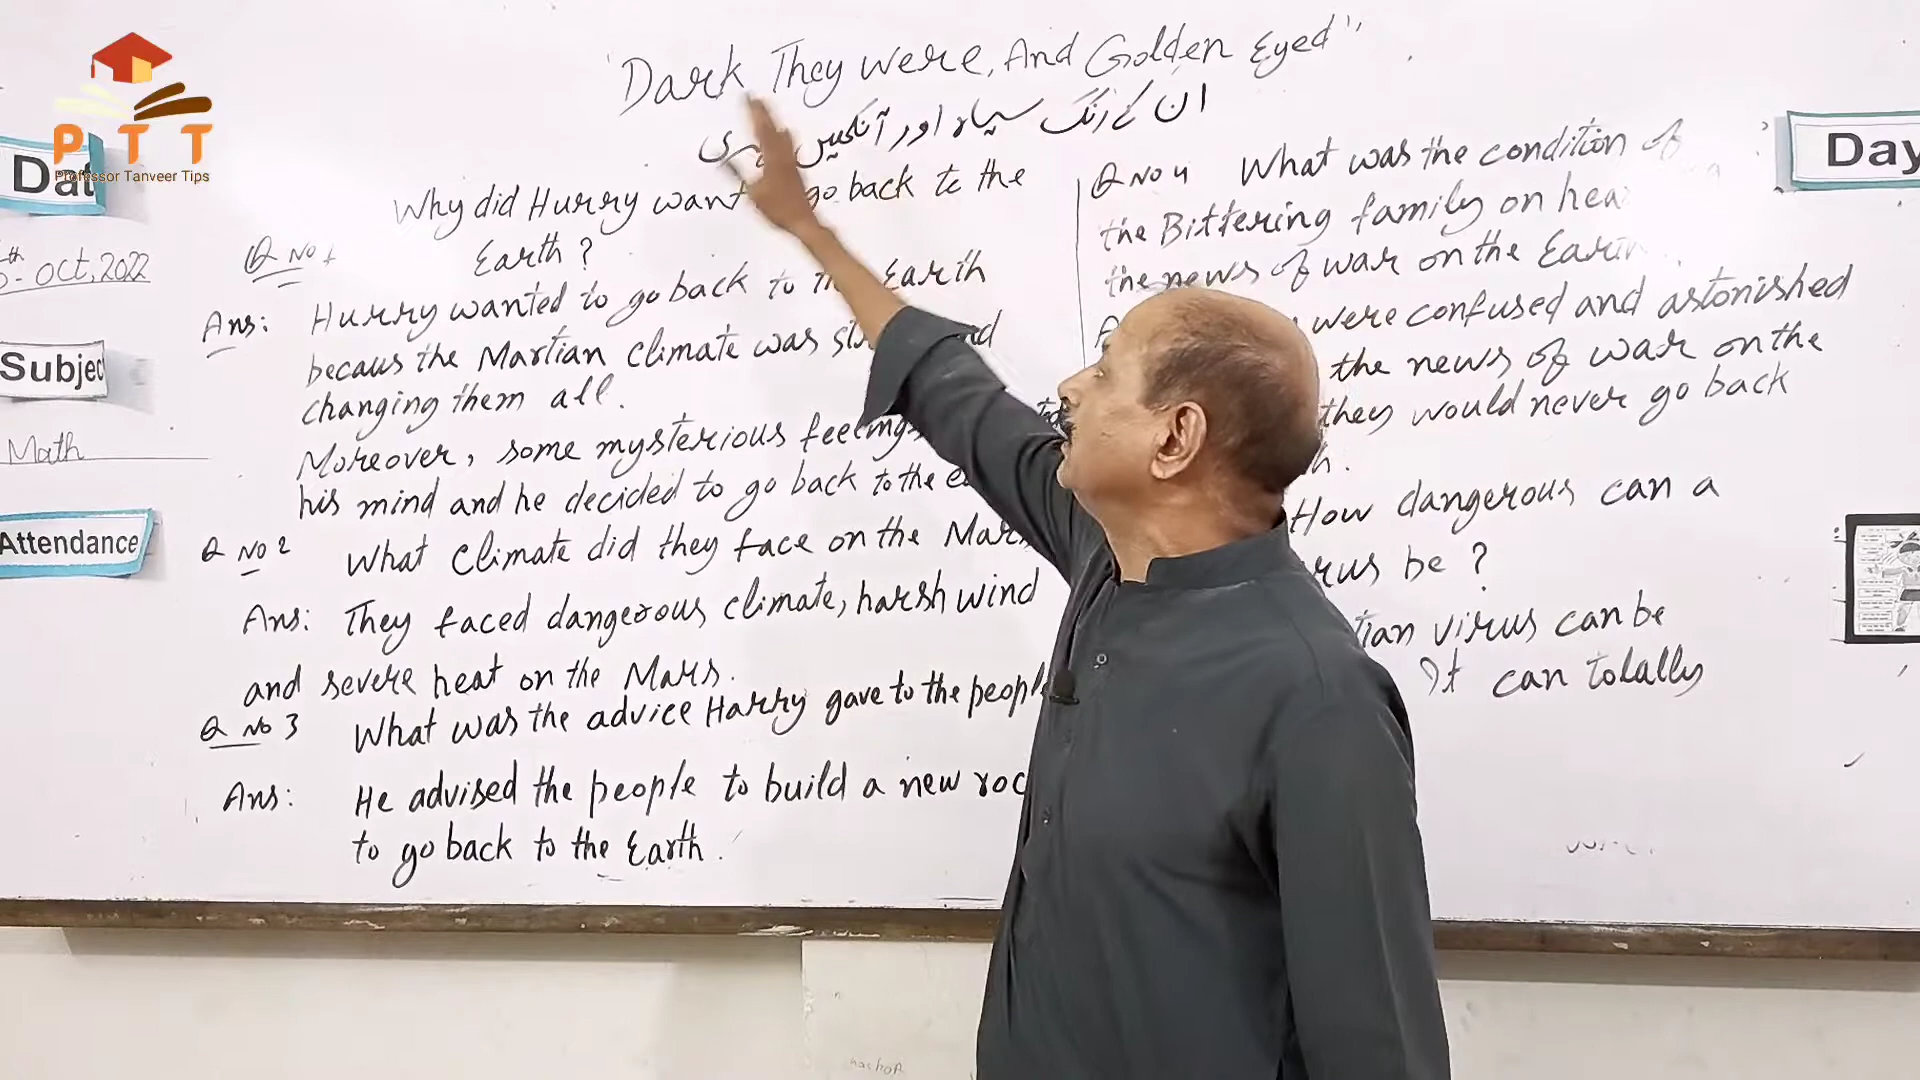 "Dark They were, And Golden Eyed"
ان کے رنگ سیاہ اور آنکھیں
P T T
Professor Tanveer Tips
Dat
th
- Oct, 2022
Subjec
Math
Attendance
Day
Q No 1
Why did Hurry want go back to the
Earth ?
Ans: Hurry wanted to go back to Earth
becaus the Martian climate was
changing them all.
Moreover, some mysterious feelings
his mind and he decided to go back to the
Q No 2 What climate did they face on the
Ans: They faced dangerous climate, harsh wind
and severe heat on the Mars.
Q No 3 What was the advice Harry gave to the people
Ans: He advised the people to build a new
to go back to the Earth.
Q No 4 What was the condition of
the Bittering family on
the news of war on the
were confused and astonished
the news of war on the
they would never go back
How dangerous can a
be ?
virus can be
It can totally